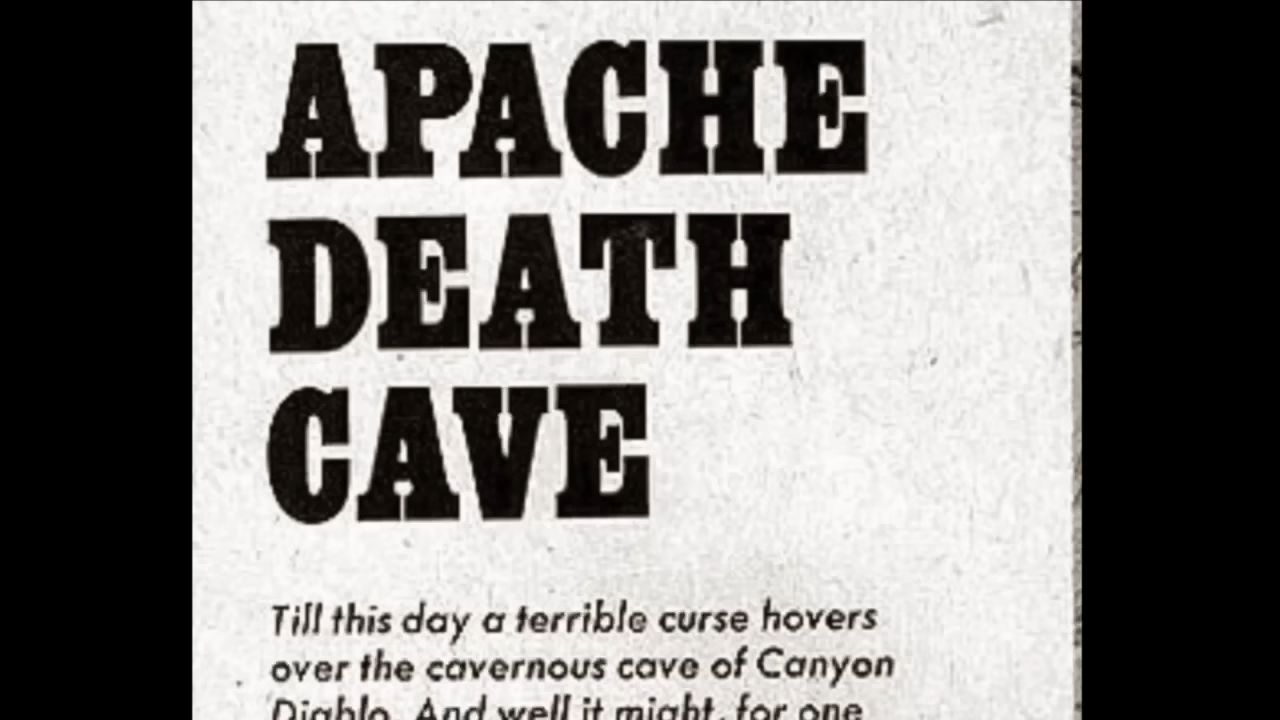 APACHE
DEATH
CAVE
Till this day a terrible curse hovers
over the cavernous cave of Canyon
Diablo. And well it might, for one